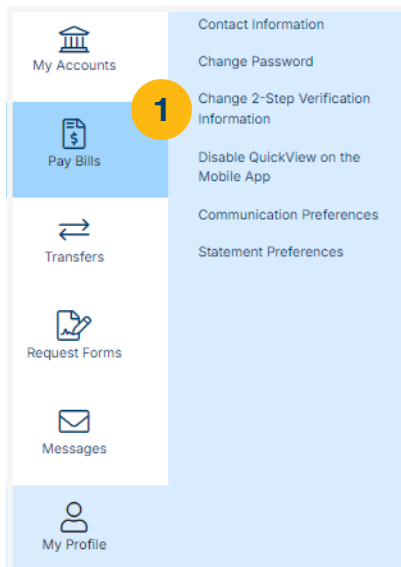 My Accounts
1
Pay Bills
Transfers
Request Forms
Messages
My Profile
Contact Information
Change Password
Change 2-Step Verification
Information
Disable QuickView on the
Mobile App
Communication Preferences
Statement Preferences